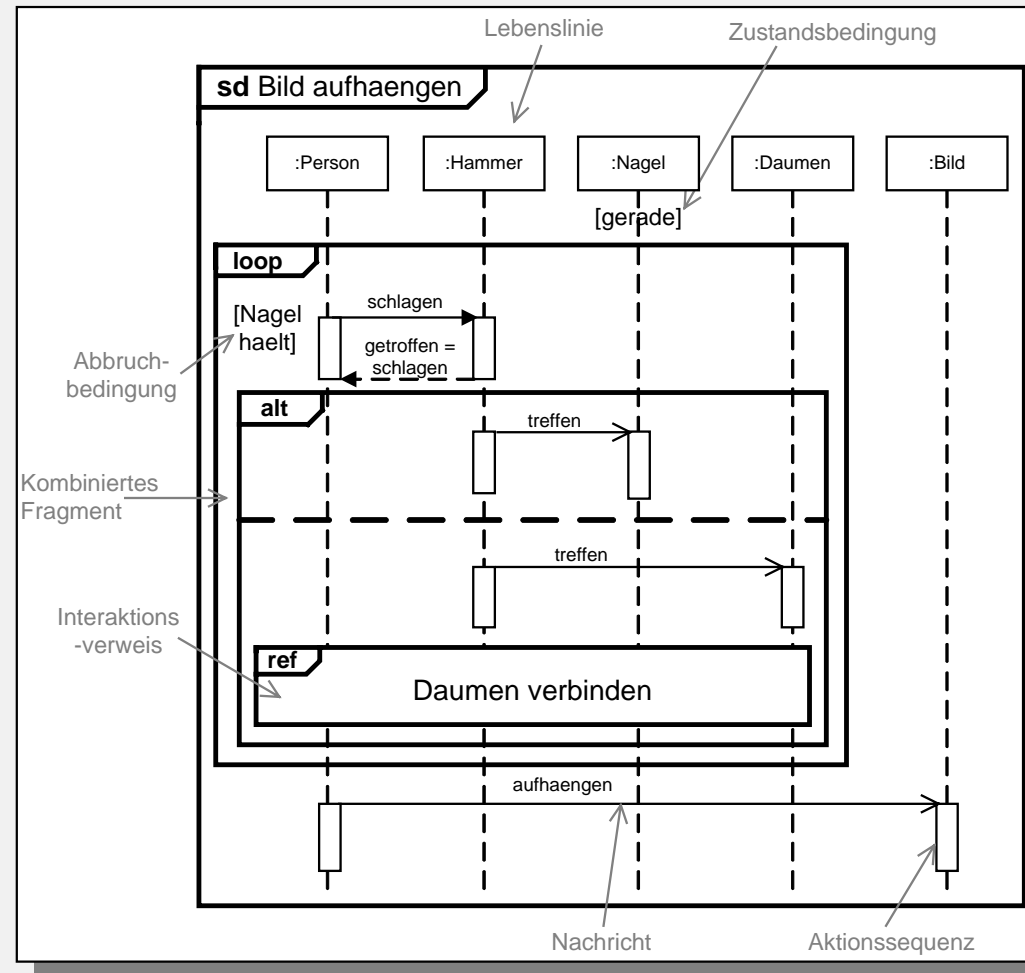 Lebenslinie
Zustandsbedingung
sd Bild aufhaengen
:Person
:Hammer
:Nagel
:Daumen
:Bild
[gerade]
loop
[Nagel
haelt]
schlagen
getroffen =
schlagen
Abbruch-
bedingung
alt
treffen
Kombiniertes
Fragment
treffen
Interaktions
-verweis
ref
Daumen verbinden
aufhaengen
Nachricht
Aktionssequenz